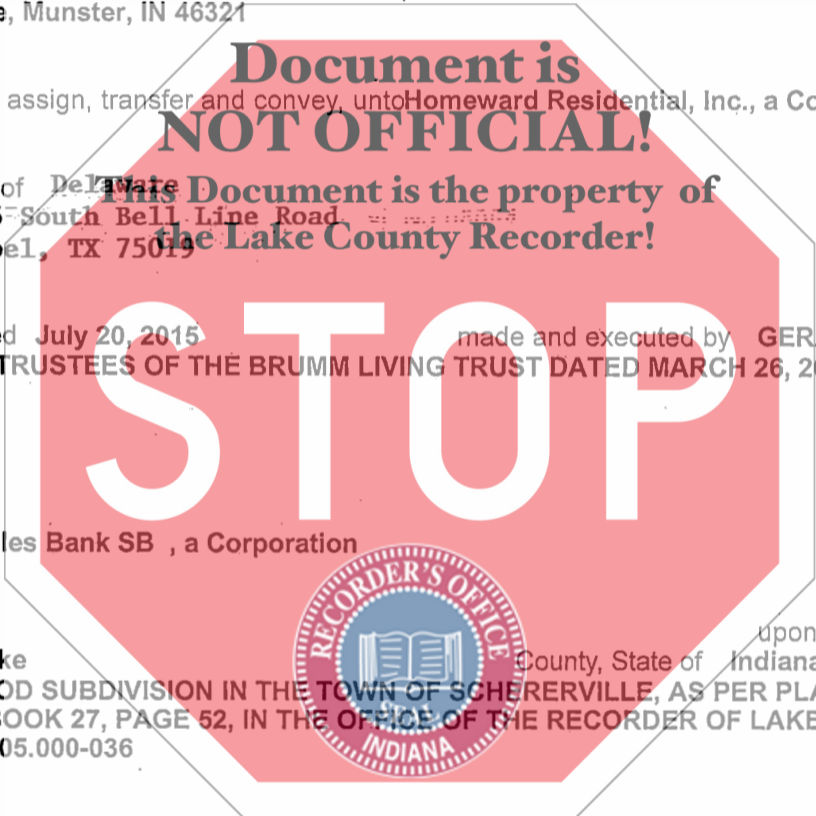 , Munster, IN 46321
Document is
assign, transfer and convey, unto Homeward Residential, Inc., a Co
NOT OFFICIAL!
of Delaware
This Document is the property of
South Bell Line Road
the Lake County Recorder!
el, TX 75019
d July 20, 2015 made and executed by GER
TRUSTEES OF THE BRUMM LIVING TRUST DATED MARCH 26, 2
STOP
les Bank SB , a Corporation
RECORDER'S OFFICE
upon
ke County, State of Indiana
OD SUBDIVISION IN THE TOWN OF SCHERERVILLE, AS PER PLA
SEAL
OOK 27, PAGE 52, IN THE OFFICE OF THE RECORDER OF LAKE
INDIANA
05.000-036